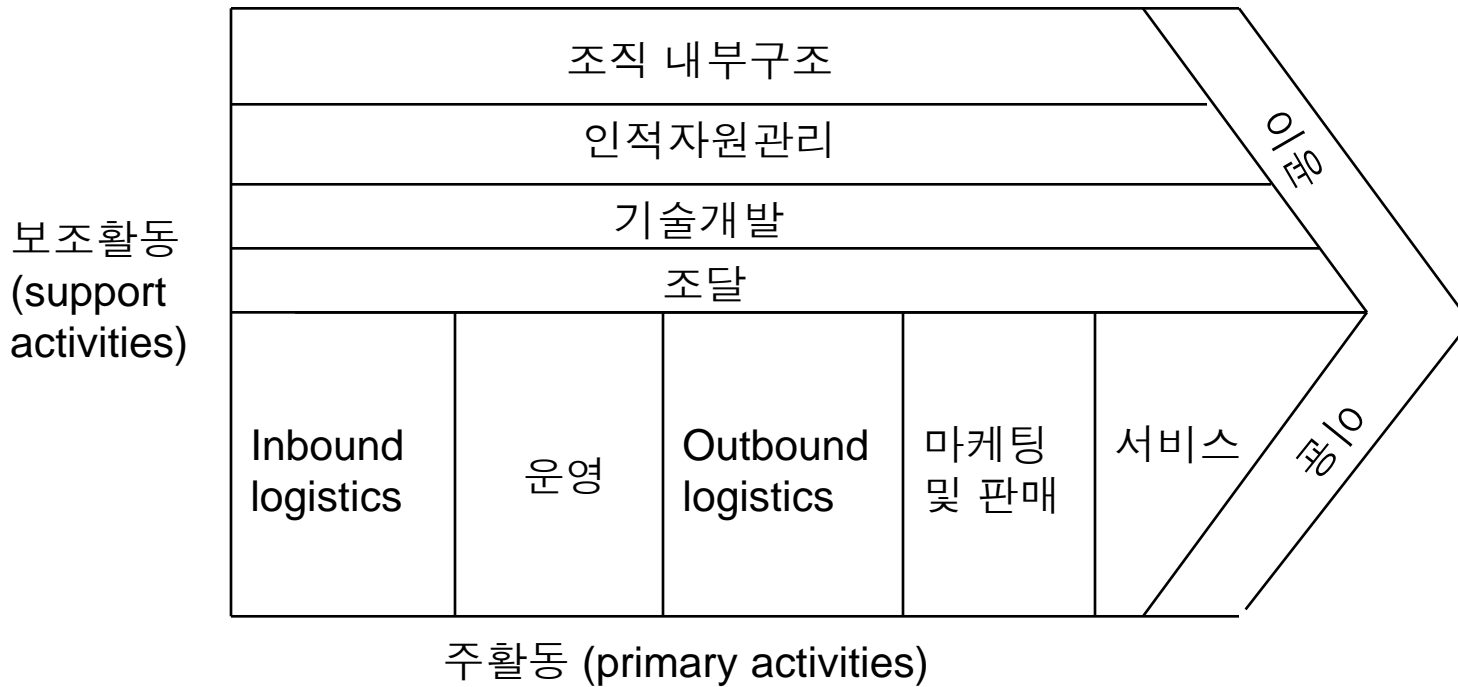 조직 내부구조
인적자원관리
기술개발
조달
이윤
보조활동
(support
activities)
Inbound
logistics
운영
Outbound
logistics
마케팅
및 판매
서비스
이윤
주활동 (primary activities)